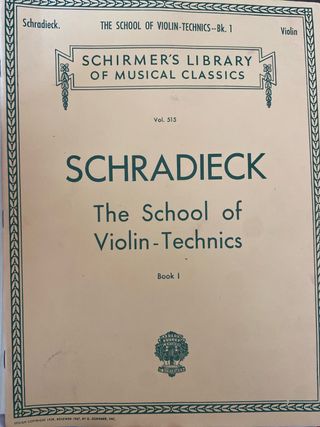 Schradieck.
THE SCHOOL OF VIOLIN-TECHNICS--Bk. 1
Violin
SCHIRMER'S LIBRARY
OF MUSICAL CLASSICS
Vol. 515
SCHRADIECK
The School of
Violin-Technics
Book I